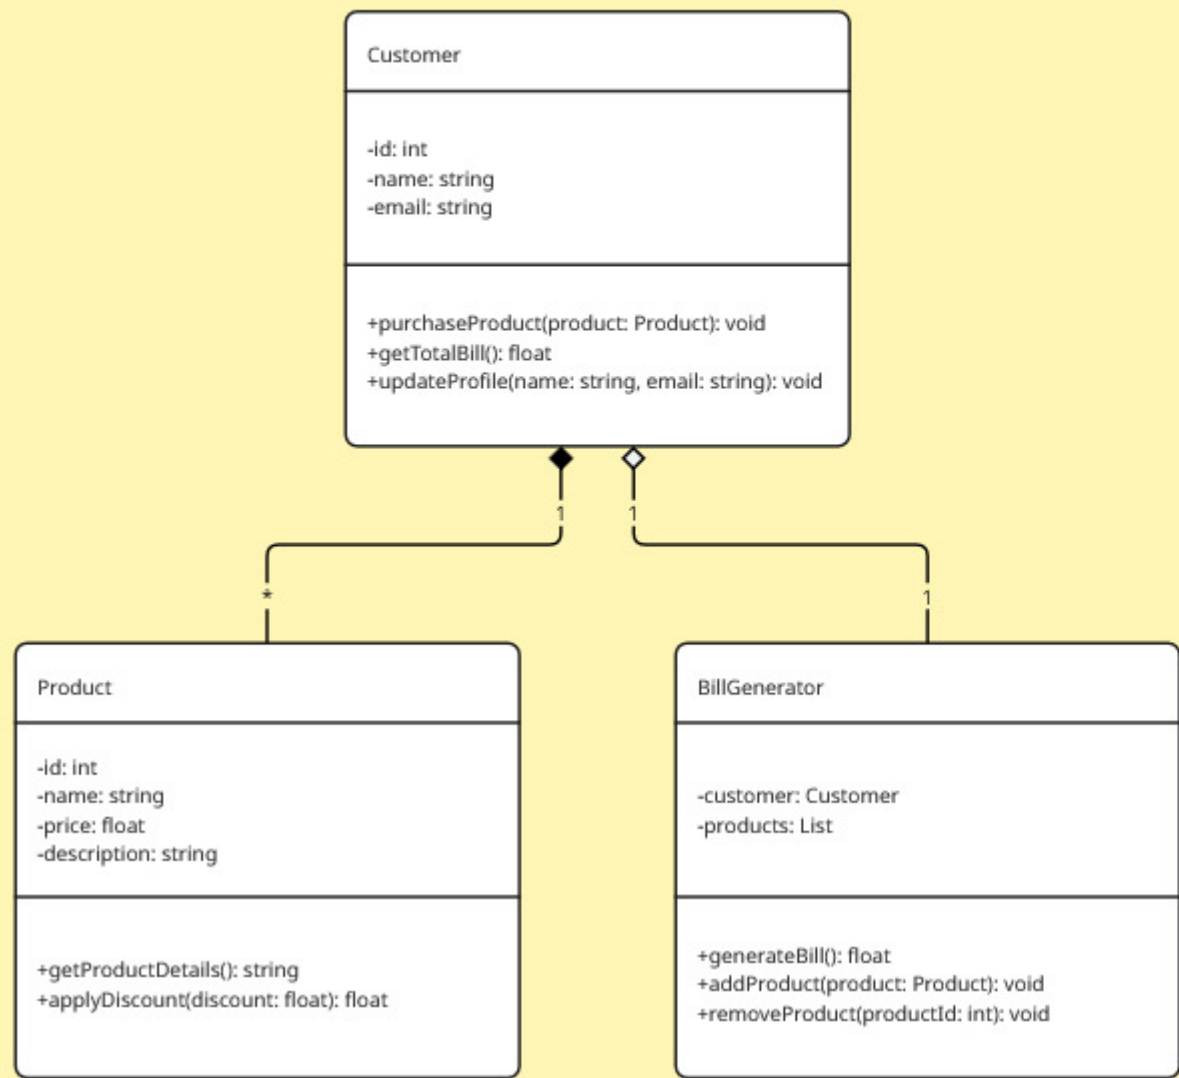 Customer
-id: int
-name: string
-email: string
+purchaseProduct(product: Product): void
+getTotalBill(): float
+updateProfile(name: string, email: string): void
1
1
*
1
Product
-id: int
-name: string
-price: float
-description: string
+getProductDetails(): string
+applyDiscount(discount: float): float
BillGenerator
-customer: Customer
-products: List
+generateBill(): float
+addProduct(product: Product): void
+removeProduct(productId: int): void